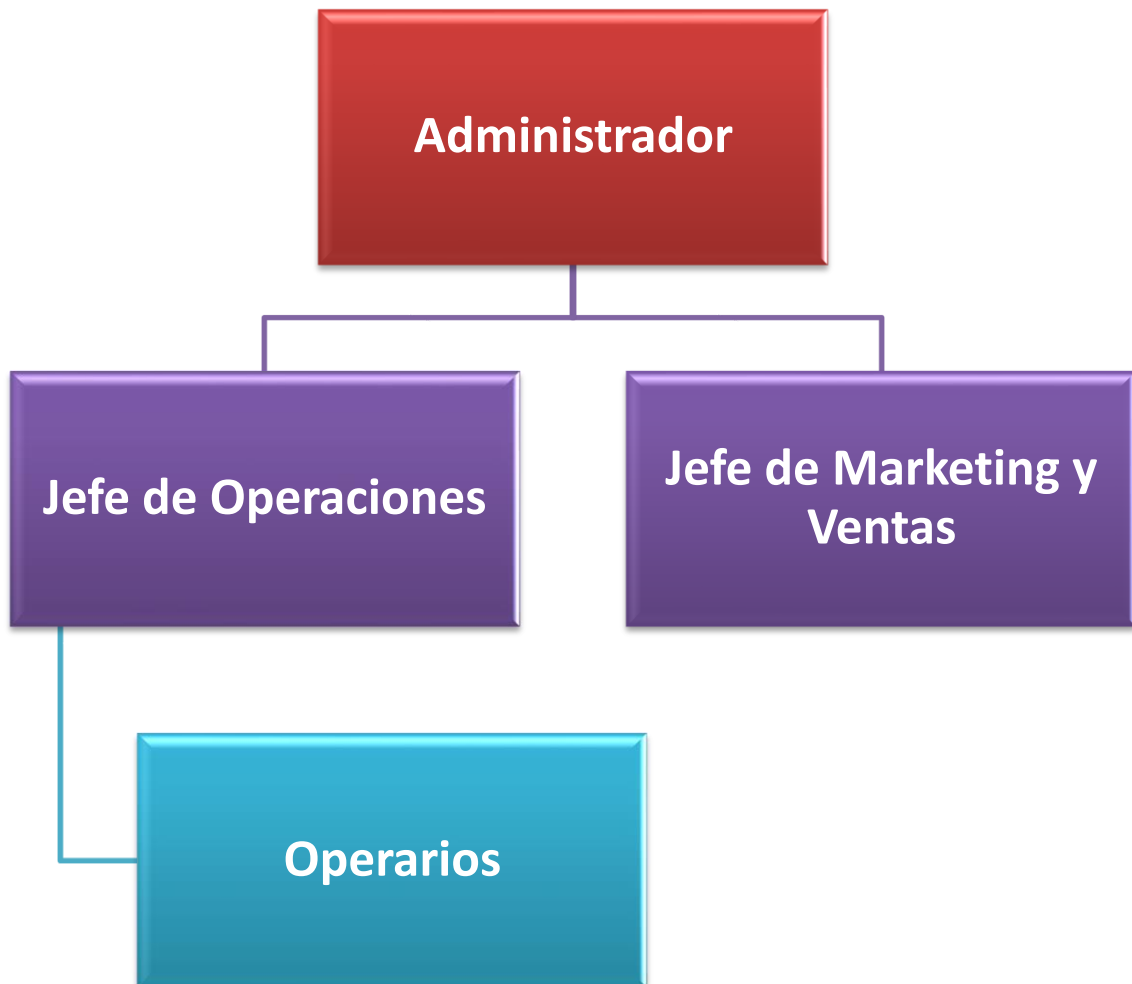 Administrador
Jefe de Operaciones
Jefe de Marketing y
Ventas
Operarios